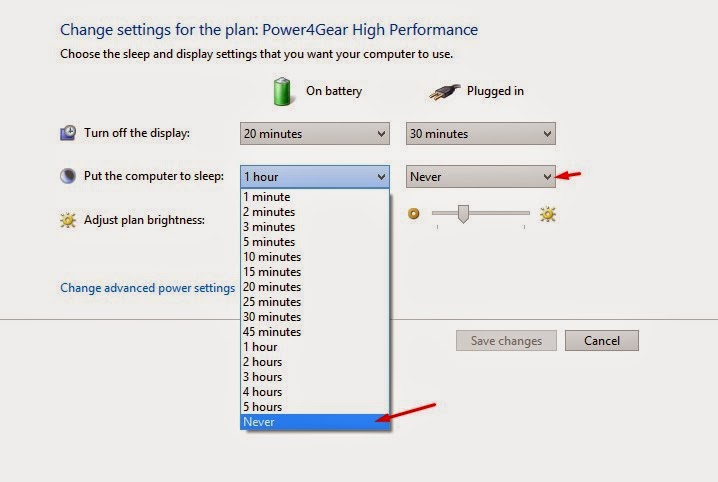 Change settings for the plan: Power4Gear High Performance
Choose the sleep and display settings that you want your computer to use.
On battery
Plugged in
Turn off the display:
20 minutes
30 minutes
Put the computer to sleep:
1 hour
Never
1 minute
2 minutes
3 minutes
5 minutes
10 minutes
15 minutes
20 minutes
25 minutes
30 minutes
45 minutes
1 hour
2 hours
3 hours
4 hours
5 hours
Never
Adjust plan brightness:
Change advanced power settings
Save changes
Cancel